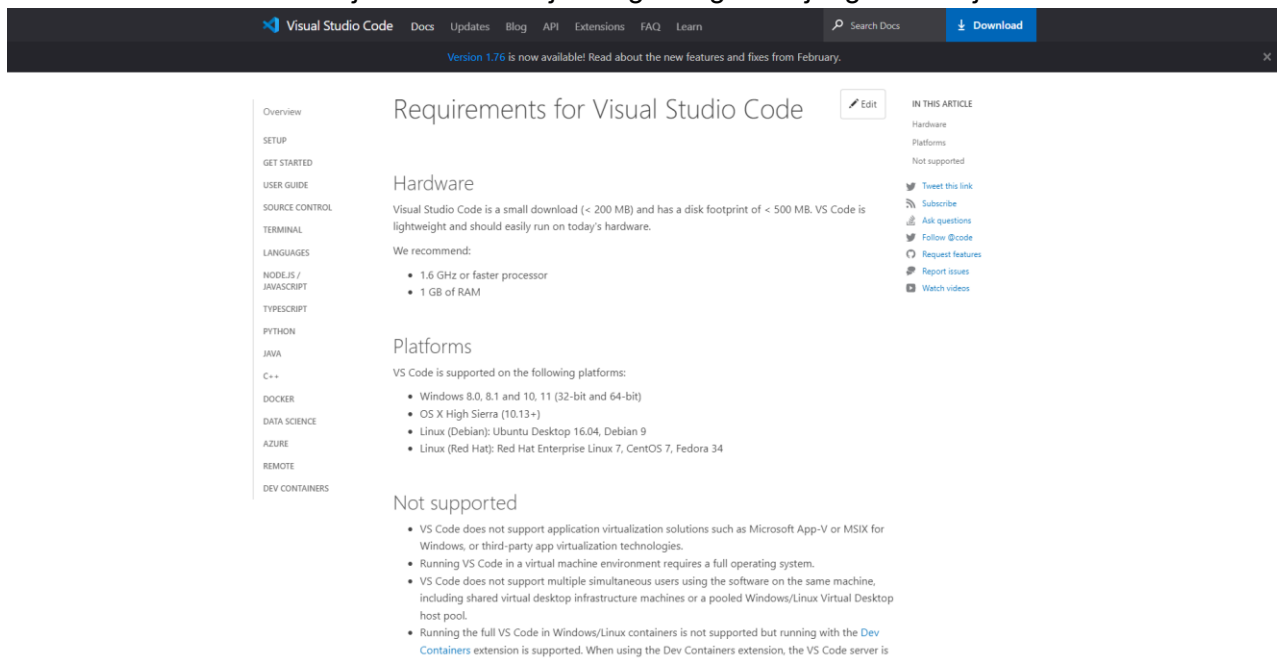 Visual Studio Code Docs Updates Blog API Extensions FAQ Learn Search Docs Download
Version 1.76 is now available! Read about the new features and fixes from February.
Overview
SETUP
GET STARTED
USER GUIDE
SOURCE CONTROL
TERMINAL
LANGUAGES
NODE.JS /
JAVASCRIPT
TYPESCRIPT
PYTHON
JAVA
C++
DOCKER
DATA SCIENCE
AZURE
REMOTE
DEV CONTAINERS
Requirements for Visual Studio Code
Edit
Hardware
Visual Studio Code is a small download (< 200 MB) and has a disk footprint of < 500 MB. VS Code is
lightweight and should easily run on today's hardware.
We recommend:
• 1.6 GHz or faster processor
• 1 GB of RAM
Platforms
VS Code is supported on the following platforms:
• Windows 8.0, 8.1 and 10, 11 (32-bit and 64-bit)
• OS X High Sierra (10.13+)
• Linux (Debian): Ubuntu Desktop 16.04, Debian 9
• Linux (Red Hat): Red Hat Enterprise Linux 7, CentOS 7, Fedora 34
Not supported
• VS Code does not support application virtualization solutions such as Microsoft App-V or MSIX for
Windows, or third-party app virtualization technologies.
• Running VS Code in a virtual machine environment requires a full operating system.
• VS Code does not support multiple simultaneous users using the software on the same machine,
including shared virtual desktop infrastructure machines or a pooled Windows/Linux Virtual Desktop
host pool.
• Running the full VS Code in Windows/Linux containers is not supported but running with the Dev
Containers extension is supported. When using the Dev Containers extension, the VS Code server is
IN THIS ARTICLE
Hardware
Platforms
Not supported
Tweet this link
Subscribe
Ask questions
Follow @code
Request features
Report issues
Watch videos